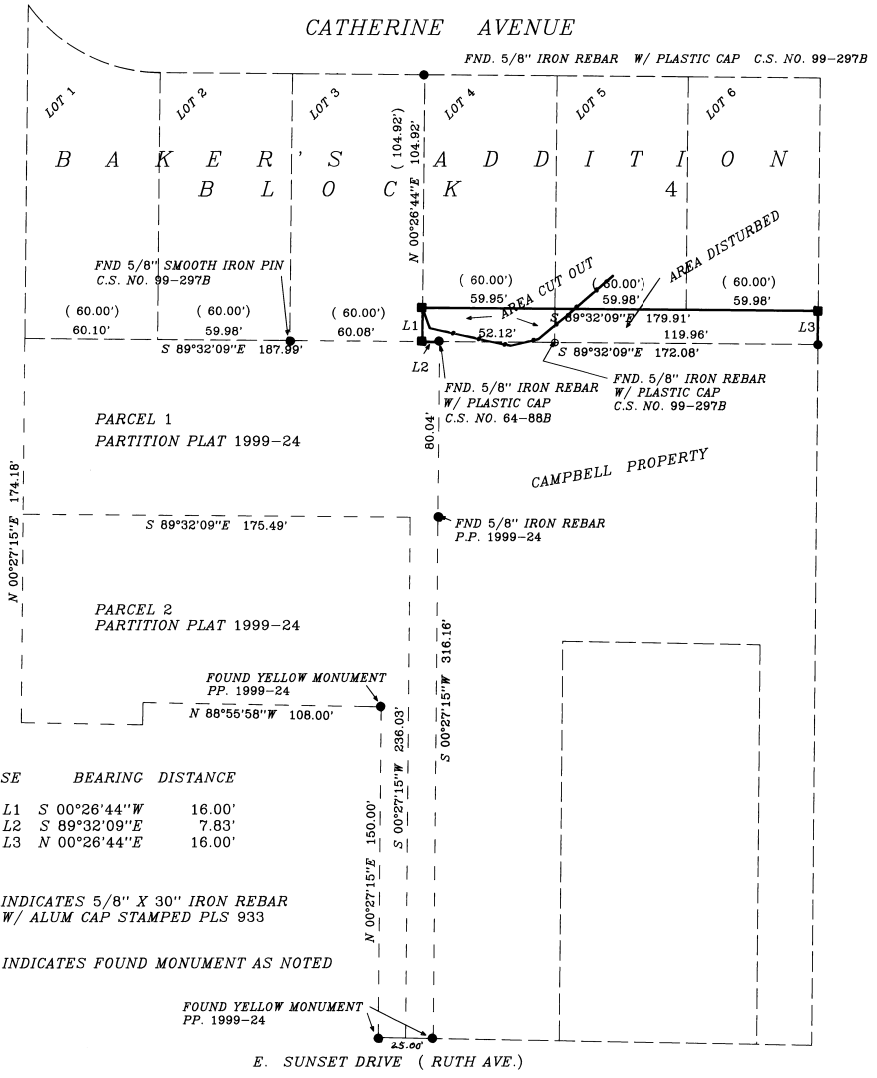 CATHERINE AVENUE
FND. 5/8" IRON REBAR W/ PLASTIC CAP C.S. NO. 99-297B
LOT 1
LOT 2
LOT 3
LOT 4
LOT 5
LOT 6
N 00°26'44"E 104.92'
( 104.92')
BAKER'S ADDITION
BLOCK 4
FND 5/8" SMOOTH IRON PIN
C.S. NO. 99-297B
AREA CUT OUT
AREA DISTURBED
( 60.00') ( 60.00') ( 60.00')
59.95' 59.98' 59.98'
( 60.00') ( 60.00') ( 60.00')
60.10' 59.98' 60.08'
L1
S 89°32'09"E 179.91'
L3
52.12' 119.96'
S 89°32'09"E 187.99'
S 89°32'09"E 172.08'
L2
FND. 5/8" IRON REBAR
W/ PLASTIC CAP
C.S. NO. 64-88B
FND. 5/8" IRON REBAR
W/ PLASTIC CAP
C.S. NO. 99-297B
PARCEL 1
PARTITION PLAT 1999-24
80.04'
CAMPBELL PROPERTY
N 00°27'15"E 174.18'
S 89°32'09"E 175.49'
FND 5/8" IRON REBAR
P.P. 1999-24
PARCEL 2
PARTITION PLAT 1999-24
S 00°27'15"W 316.16'
FOUND YELLOW MONUMENT
PP. 1999-24
N 88°55'58"W 108.00'
S 00°27'15"W 236.03'
N 00°27'15"E 150.00'
SE BEARING DISTANCE
L1 S 00°26'44"W 16.00'
L2 S 89°32'09"E 7.83'
L3 N 00°26'44"E 16.00'
INDICATES 5/8" X 30" IRON REBAR
W/ ALUM CAP STAMPED PLS 933
INDICATES FOUND MONUMENT AS NOTED
FOUND YELLOW MONUMENT
PP. 1999-24
25.00'
E. SUNSET DRIVE ( RUTH AVE.)